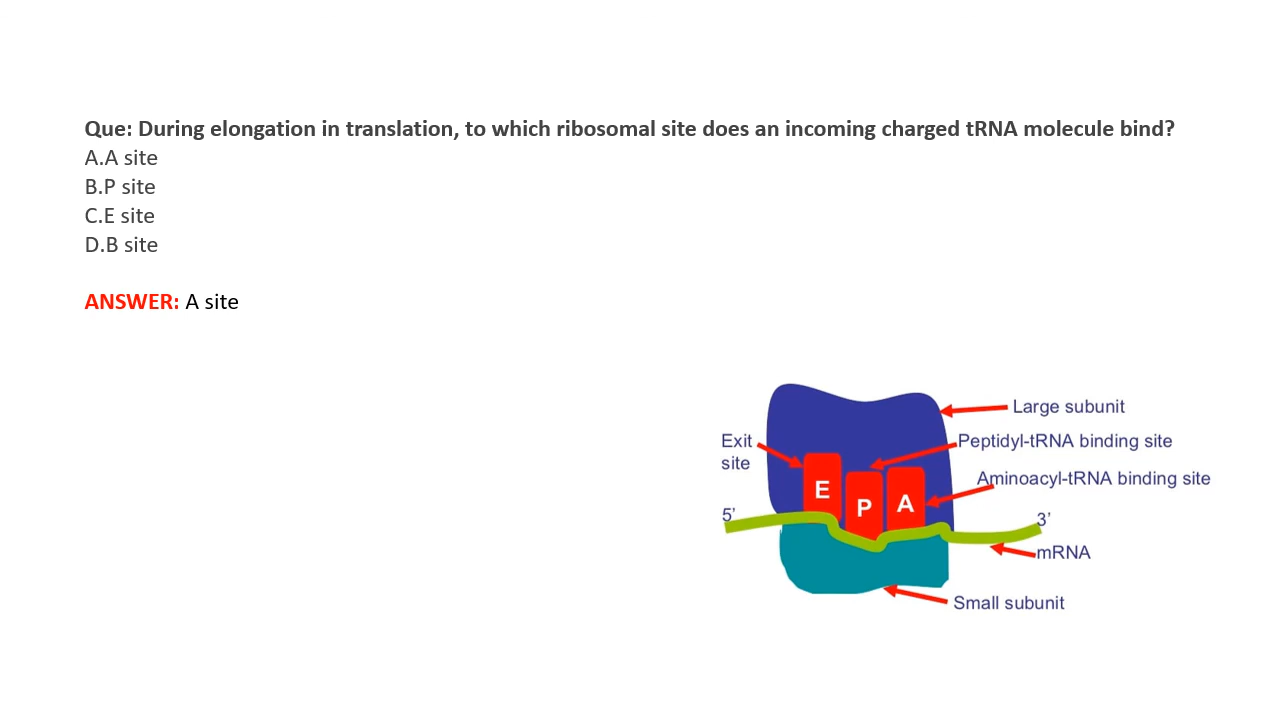 Que: During elongation in translation, to which ribosomal site does an incoming charged tRNA molecule bind?
A.A site
B.P site
C.E site
D.B site
ANSWER: A site
Large subunit
Exit
site
Peptidyl-tRNA binding site
Aminoacyl-tRNA binding site
E
P
A
5’
3’
mRNA
Small subunit